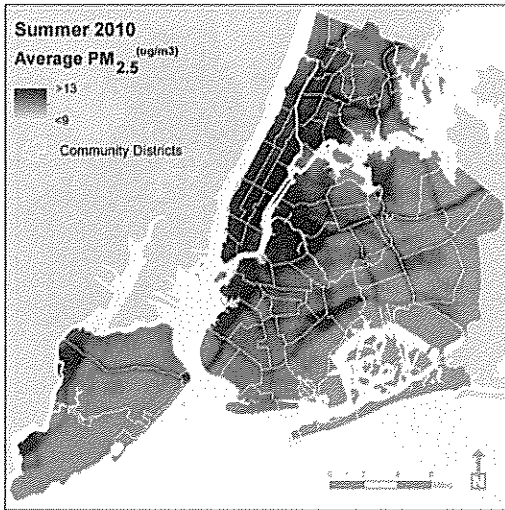 Summer 2010
Average PM2.5 (ug/m3)
>13
<9
Community Districts
N